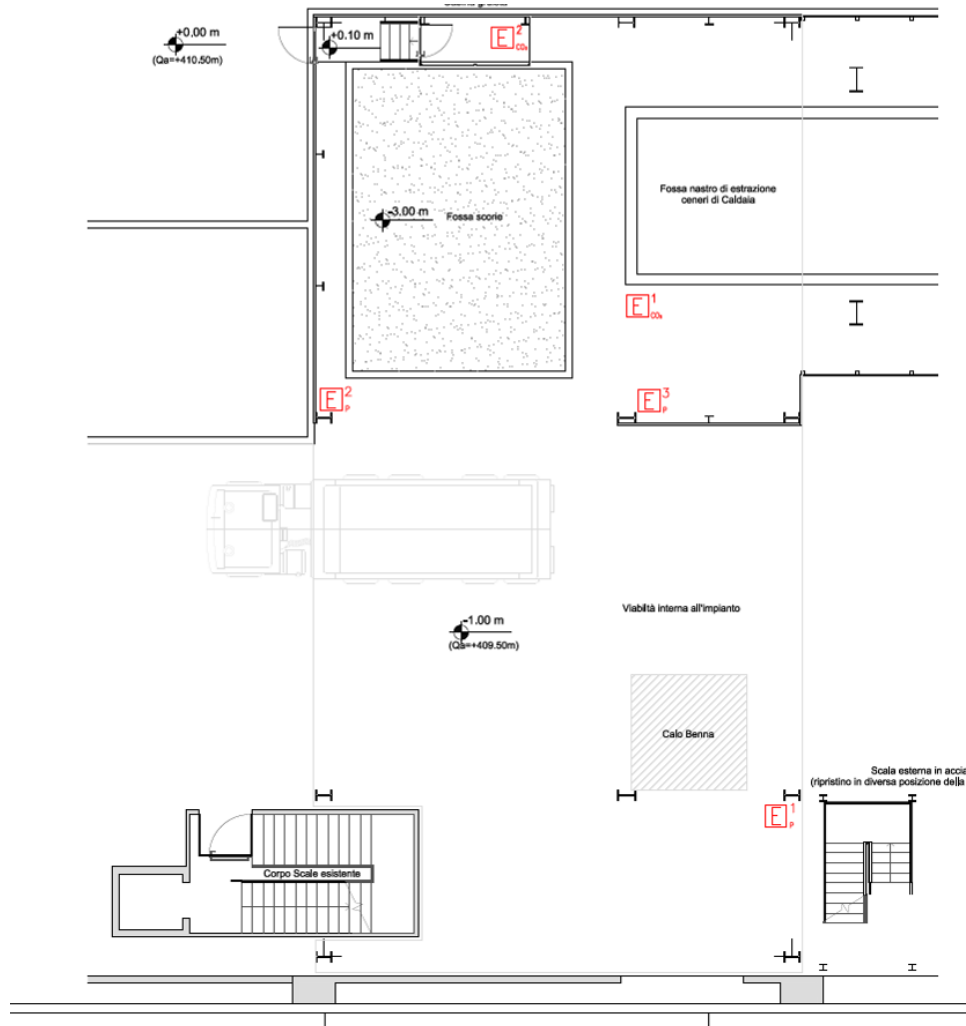 +0,00 m
(Qa=+410.50m)
+0.10 m
E 2
CO₂
Fossa nastro di estrazione
ceneri di Caldaia
-3.00 m
Fossa scorie
E 1
CO₂
E 2
P
E 3
P
Viabiltà interna all'impianto
-1.00 m
(Qa=+409.50m)
Calo Benna
Scala esterna in accia
(ripristino in diversa posizione della
E 1
P
Corpo Scale esistente